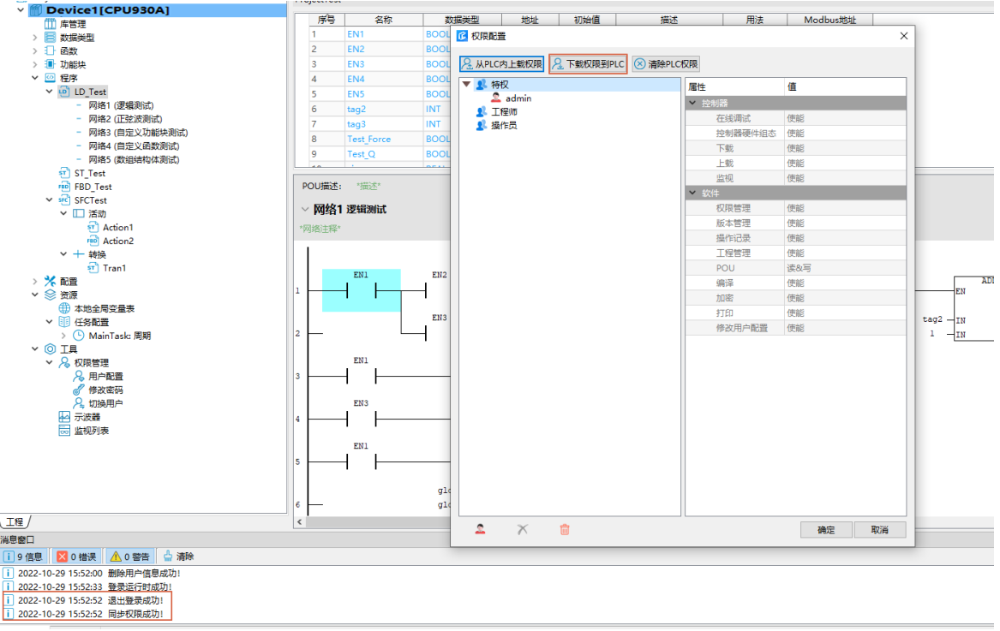 Device1[CPU930A]
库管理
数据类型
函数
功能块
程序
LD_Test
网络1 (逻辑测试)
网络2 (正弦波测试)
网络3 (自定义功能块测试)
网络4 (自定义函数测试)
网络5 (数组结构体测试)
ST_Test
FBD_Test
SFCTest
活动
Action1
Action2
转换
Tran1
配置
资源
本地全局变量表
任务配置
MainTask: 周期
工具
权限管理
用户配置
修改密码
切换用户
示波器
监视列表
工程
序号 名称 数据类型 地址 初始值 描述 用法 Modbus地址
1 EN1 BOOL
2 EN2 BOOL
3 EN3 BOOL
4 EN4 BOOL
5 EN5 BOOL
6 tag2 INT
7 tag3 INT
8 Test_Force BOOL
9 Test_Q BOOL
POU描述: *描述*
网络1 逻辑测试
*网络注释*
1 EN1 EN2
EN3
2
3 EN1
4 EN3
5 EN1
6
glo
glo
EN
tag2 IN
1 IN
权限配置
从PLC内上载权限 下载权限到PLC 清除PLC权限
特权
admin
工程师
操作员
属性 值
控制器
在线调试 使能
控制器硬件组态 使能
下载 使能
上载 使能
监视 使能
软件
权限管理 使能
版本管理 使能
操作记录 使能
工程管理 使能
POU 读&写
编译 使能
加密 使能
打印 使能
修改用户配置 使能
确定 取消
消息窗口
9 信息 0 错误 0 警告 清除
2022-10-29 15:52:00 删除用户信息成功!
2022-10-29 15:52:33 登录运行时成功!
2022-10-29 15:52:52 退出登录成功!
2022-10-29 15:52:52 同步权限成功!